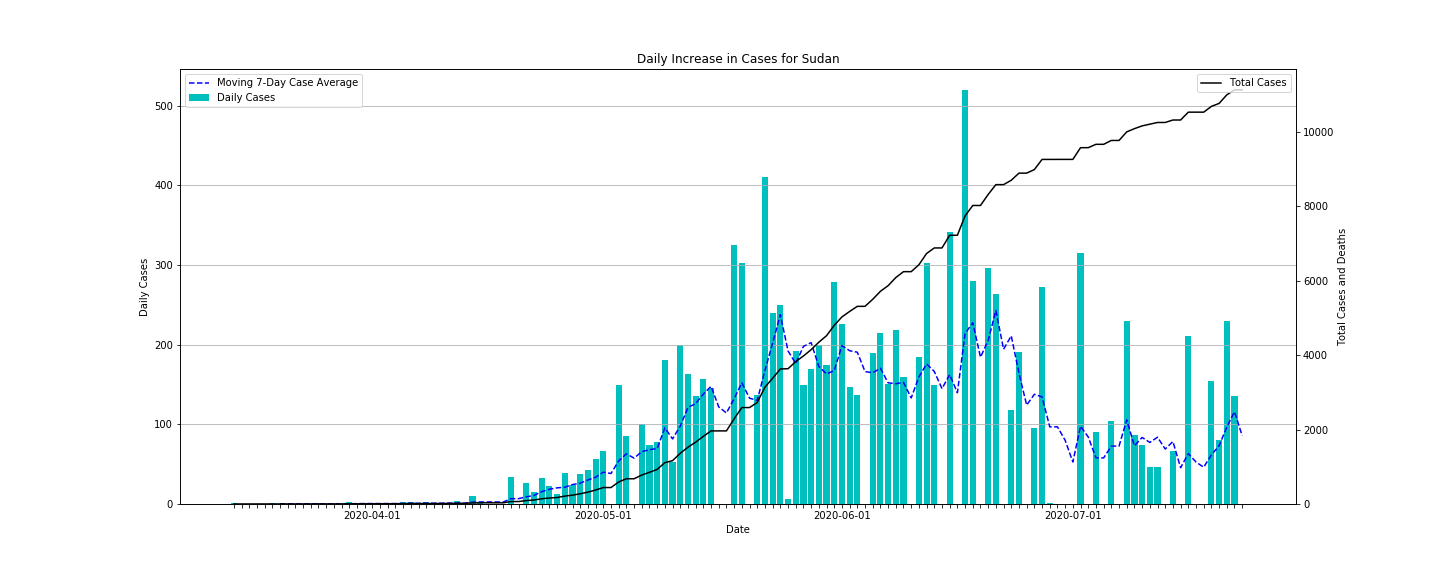 Daily Increase in Cases for Sudan
Moving 7-Day Case Average
Daily Cases
Total Cases
500
400
300
200
100
0
Daily Cases
10000
8000
6000
4000
2000
0
Total Cases and Deaths
2020-04-01
2020-05-01
2020-06-01
2020-07-01
Date